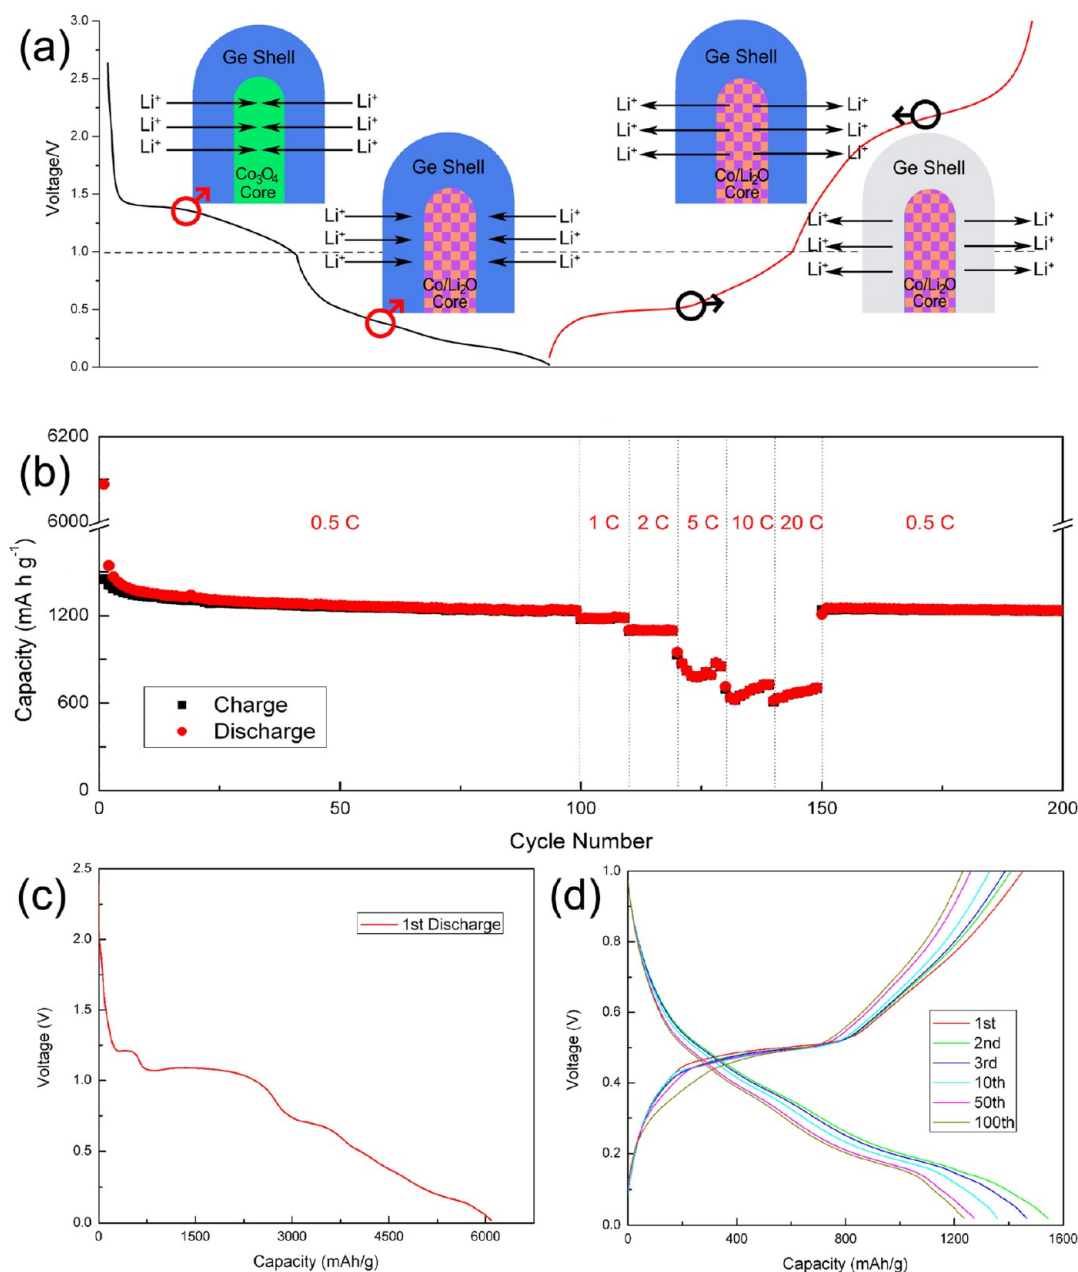 (a)
Voltage/V
3.0
2.5
2.0
1.5
1.0
0.5
0.0
Ge Shell
Li⁺ Li⁺
Li⁺ Li⁺
Li⁺ Li⁺
Co₃O₄
Core
Ge Shell
Li⁺ Li⁺
Li⁺ Li⁺
Li⁺ Li⁺
Co/Li₂O
Core
Ge Shell
Li⁺ Li⁺
Li⁺ Li⁺
Li⁺ Li⁺
Co/Li₂O
Core
Ge Shell
Li⁺ Li⁺
Li⁺ Li⁺
Li⁺ Li⁺
Co/Li₂O
Core
(b)
Capacity (mA h g⁻¹)
6200
6000
1200
600
0
0.5 C 1 C 2 C 5 C 10 C 20 C 0.5 C
Charge
Discharge
0 50 100 150 200
Cycle Number
(c)
Voltage (V)
2.5
2.0
1.5
1.0
0.5
0.0
1st Discharge
0 1500 3000 4500 6000
Capacity (mAh/g)
(d)
Voltage (V)
1.0
0.8
0.6
0.4
0.2
0.0
1st
2nd
3rd
10th
50th
100th
0 400 800 1200 1600
Capacity (mAh/g)